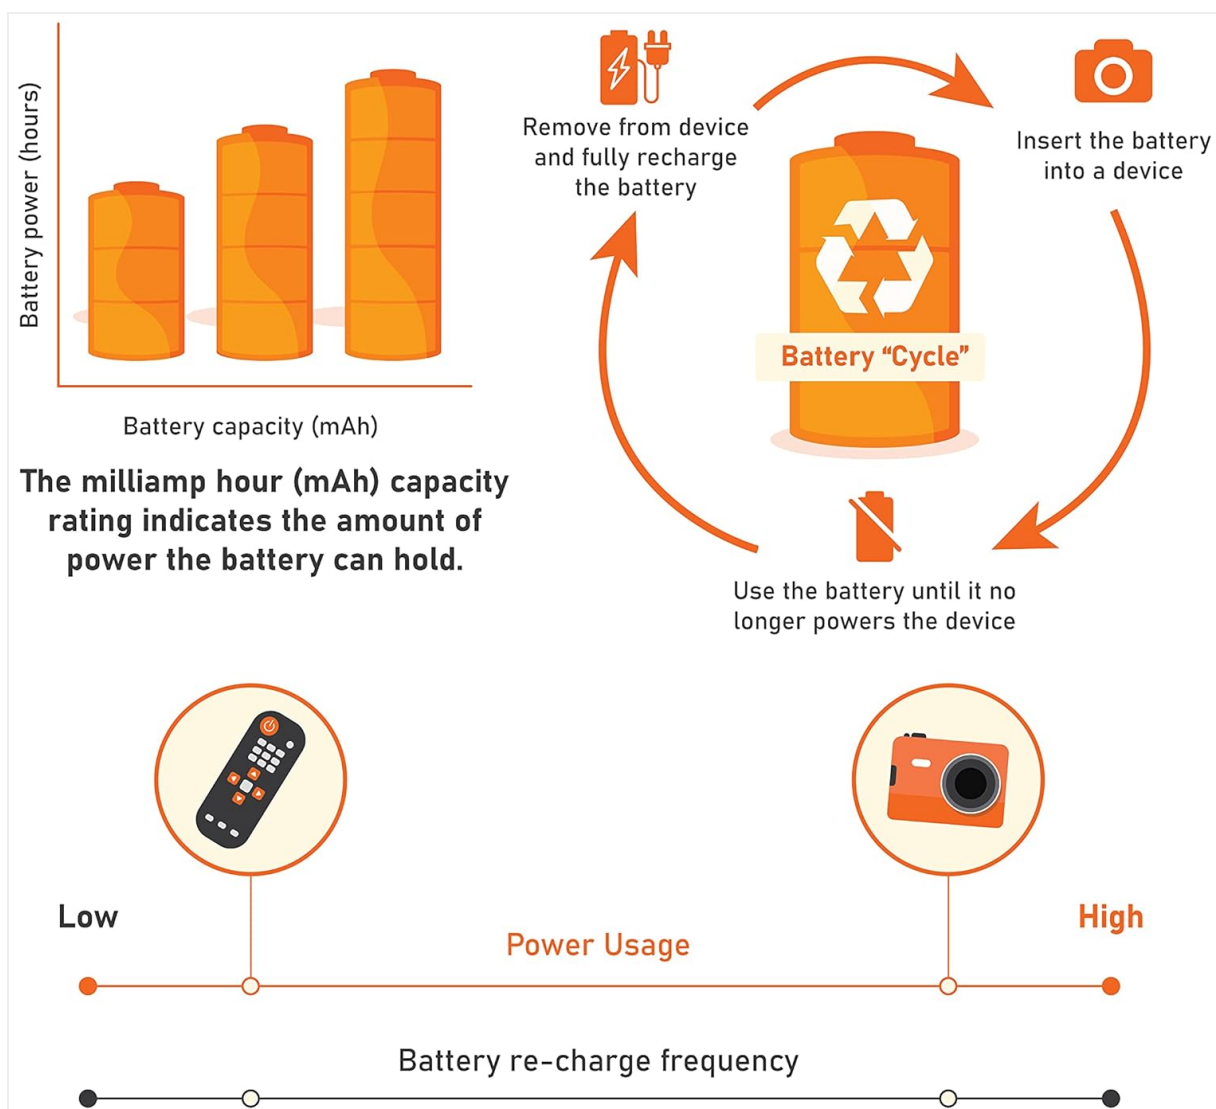 Battery power (hours)
Battery capacity (mAh)
The milliamp hour (mAh) capacity
rating indicates the amount of
power the battery can hold.
Remove from device
and fully recharge
the battery
Insert the battery
into a device
Battery “Cycle”
Use the battery until it no
longer powers the device
Low
High
Power Usage
Battery re-charge frequency